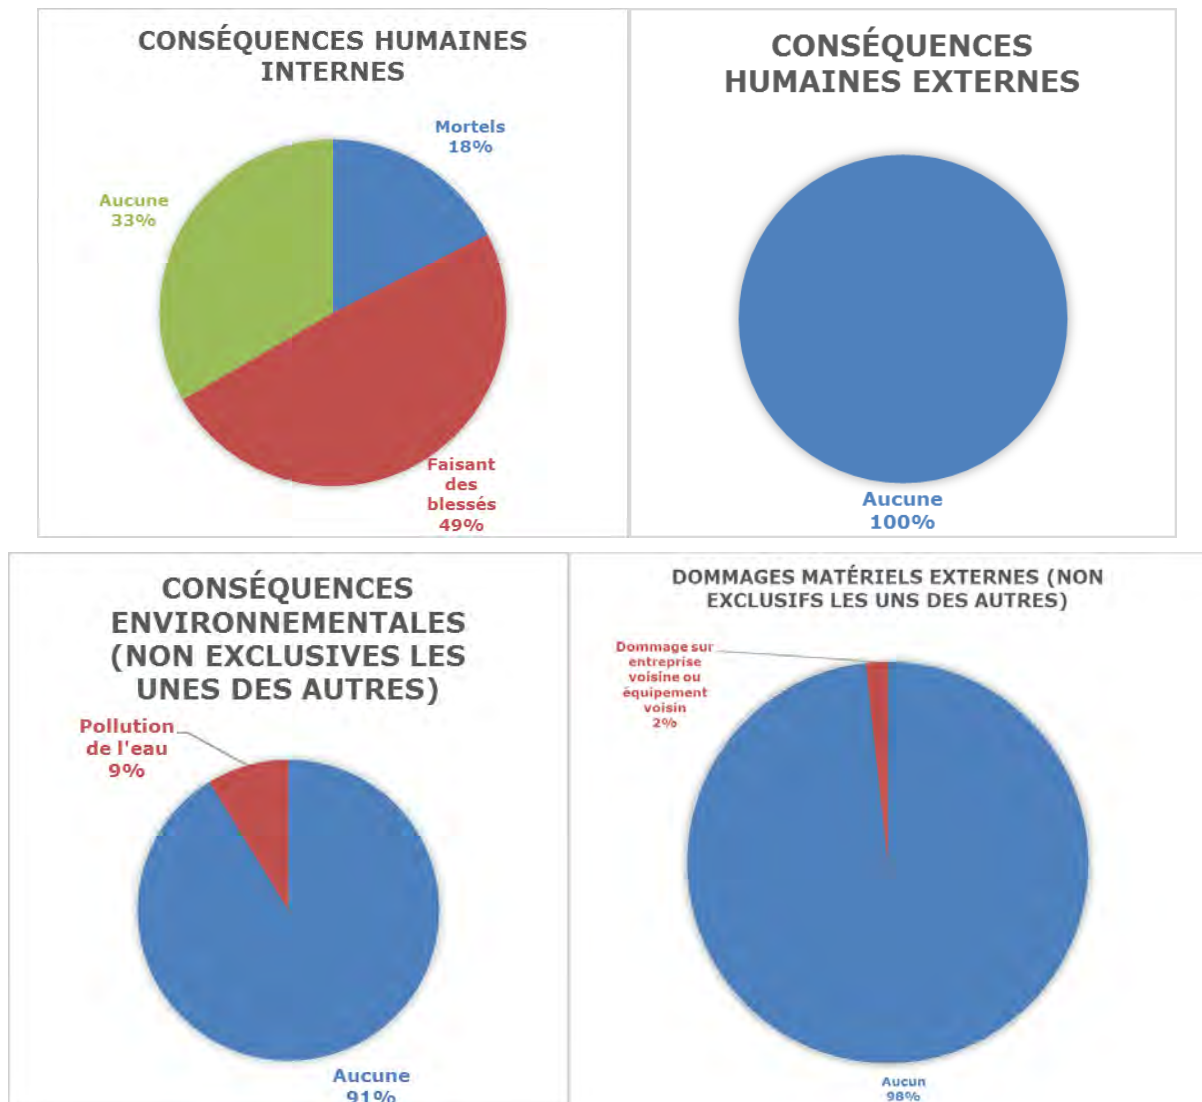 CONSÉQUENCES HUMAINES
INTERNES
Mortels
18%
Aucune
33%
Faisant
des
blessés
49%
CONSÉQUENCES
HUMAINES EXTERNES
Aucune
100%
CONSÉQUENCES
ENVIRONNEMENTALES
(NON EXCLUSIVES LES
UNES DES AUTRES)
Pollution
de l'eau
9%
Aucune
91%
DOMMAGES MATÉRIELS EXTERNES (NON
EXCLUSIFS LES UNS DES AUTRES)
Dommage sur
entreprise
voisine ou
équipement
voisin
2%
Aucun
98%